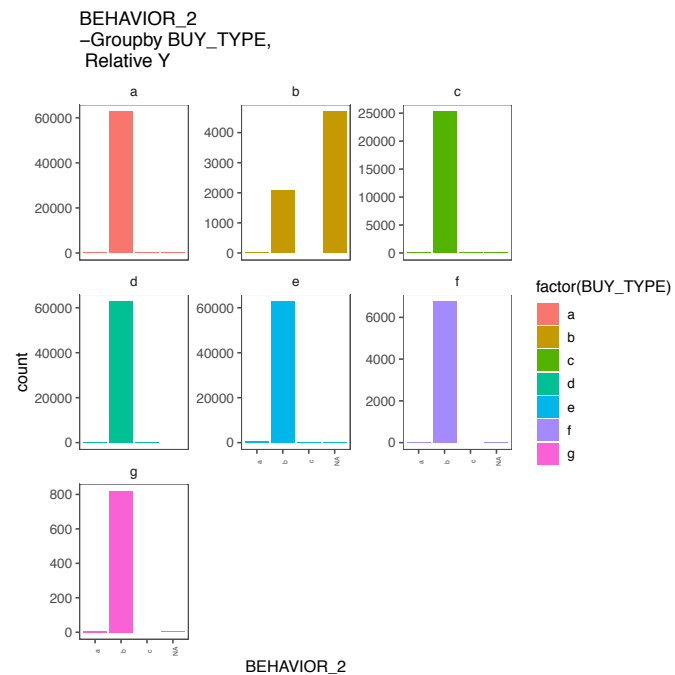 BEHAVIOR_2
−Groupby BUY_TYPE,
Relative Y
a
b
c
60000
40000
20000
0
4000
3000
2000
1000
0
25000
20000
15000
10000
5000
0
d
e
f
60000
40000
20000
0
60000
40000
20000
0
6000
4000
2000
0
a
b
c
NA
a
b
c
NA
g
800
600
400
200
0
a
b
c
NA
count
BEHAVIOR_2
factor(BUY_TYPE)
a
b
c
d
e
f
g